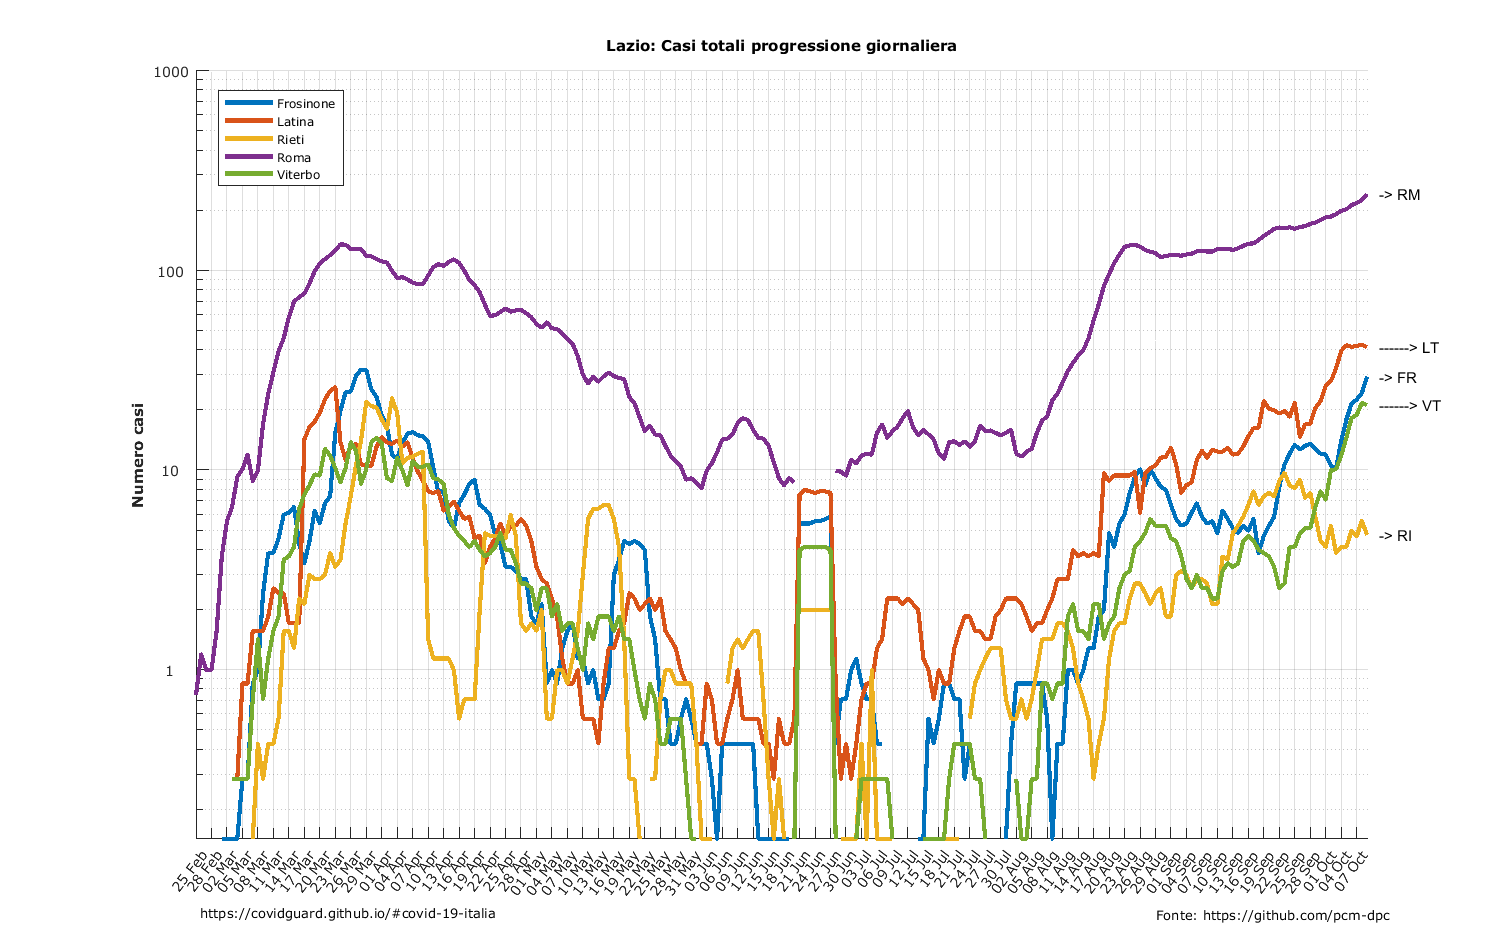 Lazio: Casi totali progressione giornaliera
1000
100
10
1
Numero casi
Frosinone
Latina
Rieti
Roma
Viterbo
-> RM
------> LT
-> FR
------> VT
-> RI
25 Feb
28 Feb
02 Mar
05 Mar
08 Mar
11 Mar
14 Mar
17 Mar
20 Mar
23 Mar
26 Mar
29 Mar
01 Apr
04 Apr
07 Apr
10 Apr
13 Apr
16 Apr
19 Apr
22 Apr
25 Apr
28 Apr
01 May
04 May
07 May
10 May
13 May
16 May
19 May
22 May
25 May
28 May
31 May
03 Jun
06 Jun
09 Jun
12 Jun
15 Jun
18 Jun
21 Jun
24 Jun
27 Jun
30 Jun
03 Jul
06 Jul
09 Jul
12 Jul
15 Jul
18 Jul
21 Jul
24 Jul
27 Jul
30 Jul
02 Aug
05 Aug
08 Aug
11 Aug
14 Aug
17 Aug
20 Aug
23 Aug
26 Aug
29 Aug
01 Sep
04 Sep
07 Sep
10 Sep
13 Sep
16 Sep
19 Sep
22 Sep
25 Sep
28 Sep
01 Oct
04 Oct
07 Oct
https://covidguard.github.io/#covid-19-italia
Fonte: https://github.com/pcm-dpc